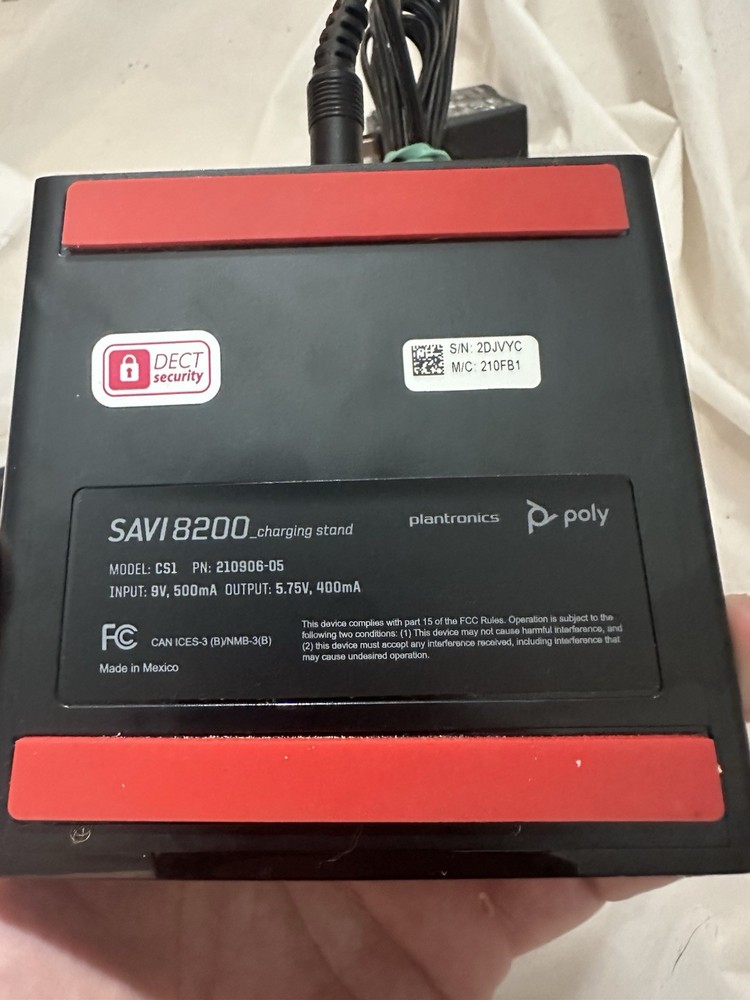 DECT
security
S/N: 2DJVYC
M/C: 210FB1
SAVI 8200_charging stand
plantronics
poly
MODEL: CS1 PN: 210906-05
INPUT: 9V, 500mA OUTPUT: 5.75V, 400mA
FC
CAN ICES-3 (B)/NMB-3(B)
Made in Mexico
This device complies with part 15 of the FCC Rules. Operation is subject to the
following two conditions: (1) This device may not cause harmful interference, and
(2) this device must accept any interference received, including interference that
may cause undesired operation.